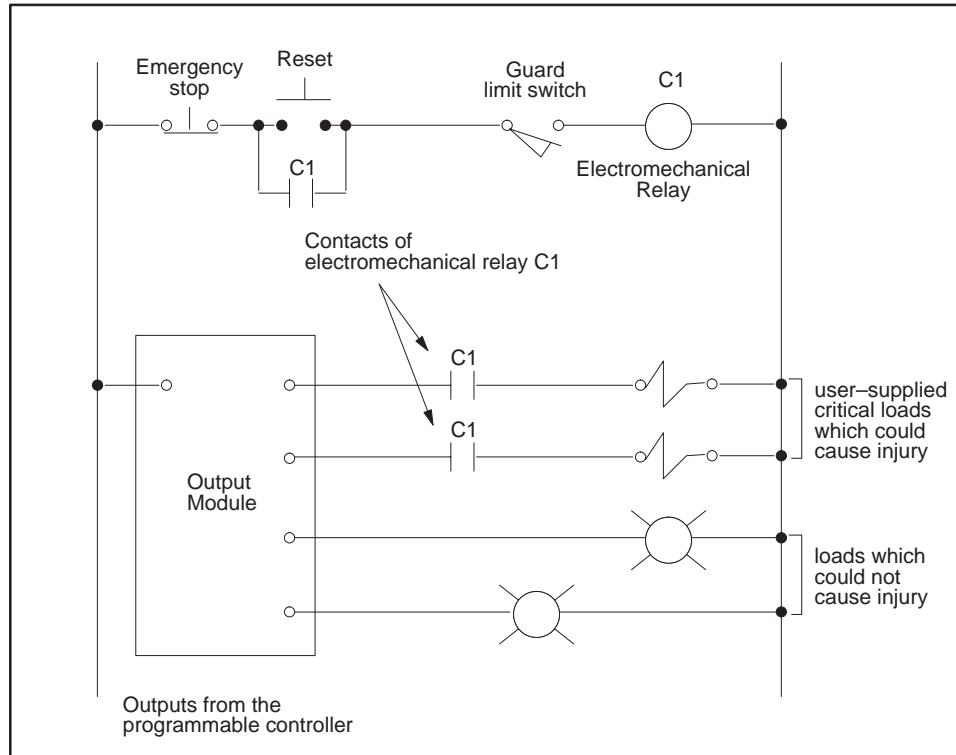 Emergency
stop
Reset
Guard
limit switch
C1
C1
Electromechanical
Relay
Contacts of
electromechanical relay C1
C1
C1
Output
Module
user–supplied
critical loads
which could
cause injury
loads which
could not
cause injury
Outputs from the
programmable controller